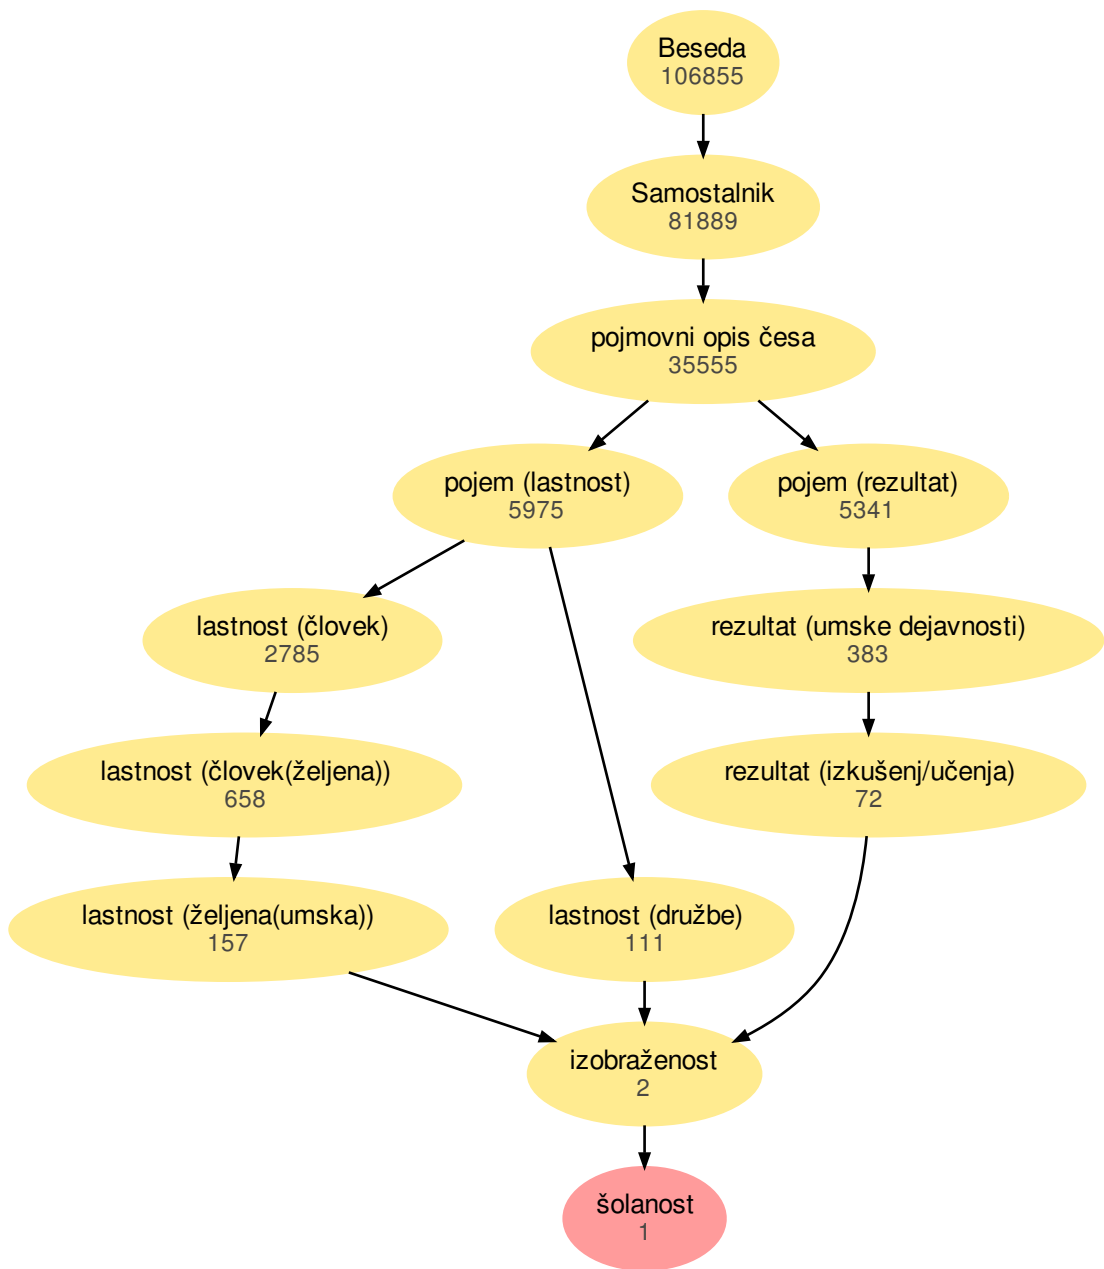 Beseda
106855
Samostalnik
81889
pojmovni opis česa
35555
pojem (lastnost)
5975
pojem (rezultat)
5341
lastnost (človek)
2785
rezultat (umske dejavnosti)
383
lastnost (človek(željena))
658
rezultat (izkušenj/učenja)
72
lastnost (željena(umska))
157
lastnost (družbe)
111
izobraženost
2
šolanost
1